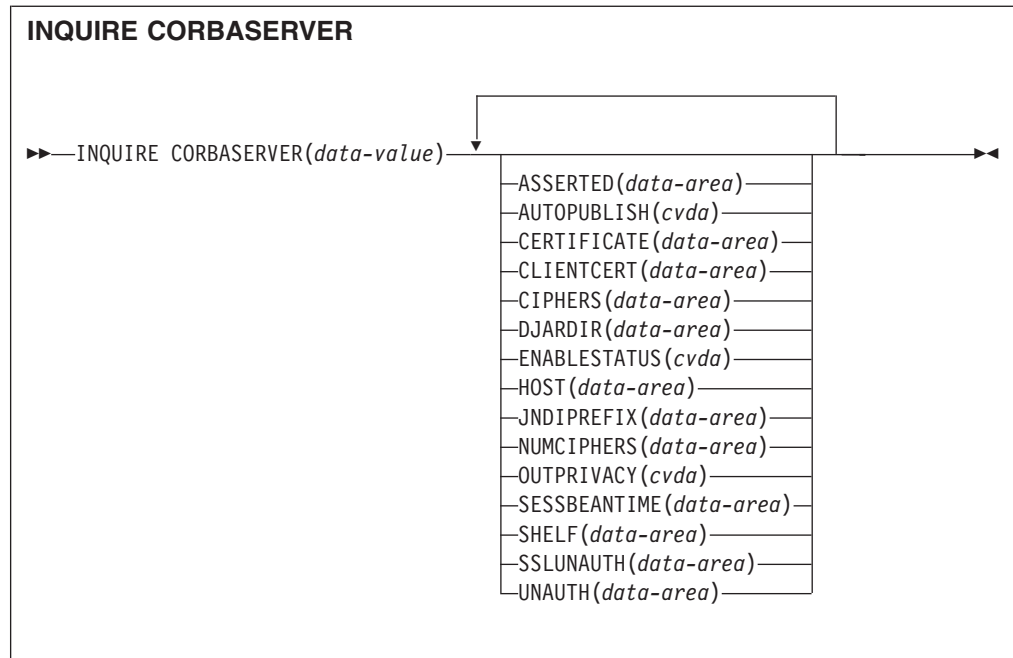 INQUIRE CORBASERVER
INQUIRE CORBASERVER(data-value)
ASSERTED(data-area)
AUTOPUBLISH(cvda)
CERTIFICATE(data-area)
CLIENTCERT(data-area)
CIPHERS(data-area)
DJARDIR(data-area)
ENABLESTATUS(cvda)
HOST(data-area)
JNDIPREFIX(data-area)
NUMCIPHERS(data-area)
OUTPRIVACY(cvda)
SESSBEANTIME(data-area)
SHELF(data-area)
SSLUNAUTH(data-area)
UNAUTH(data-area)